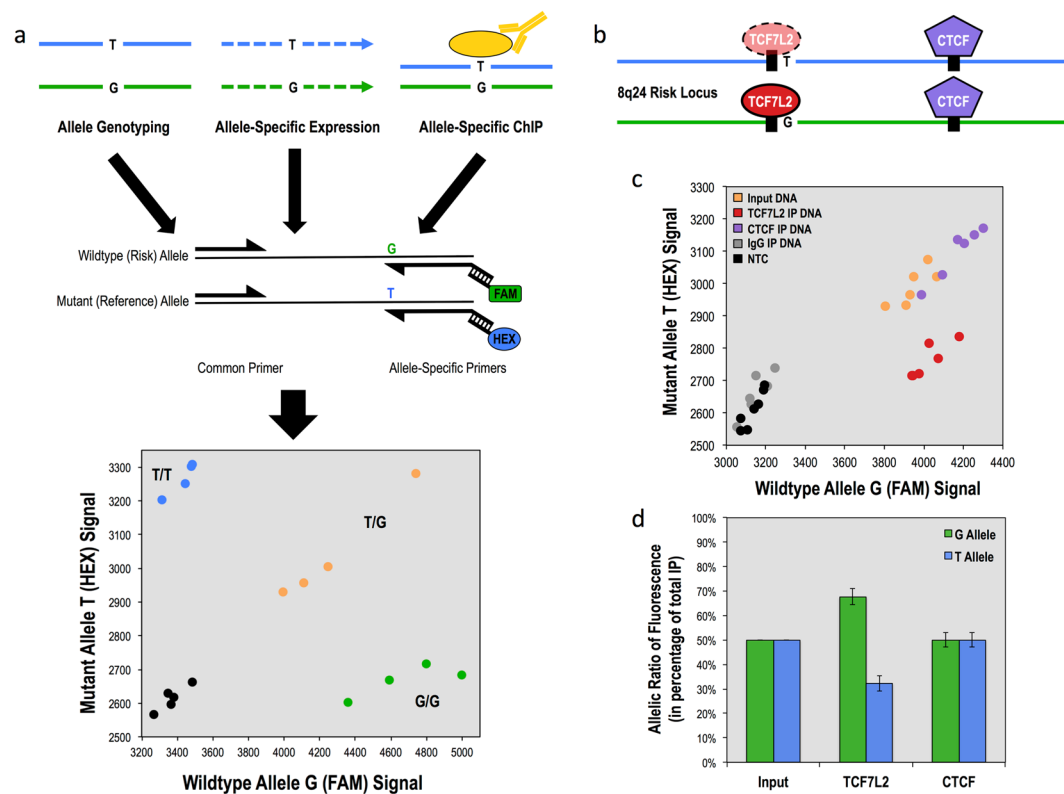 a
T
T
T
G
G
G
Allele Genotyping
Allele-Specific Expression
Allele-Specific ChIP
Wildtype (Risk) Allele
G
FAM
Mutant (Reference) Allele
T
HEX
Common Primer
Allele-Specific Primers
Mutant Allele T (HEX) Signal
3300
3200
3100
3000
2900
2800
2700
2600
2500
T/T
T/G
G/G
3200
3400
3600
3800
4000
4200
4400
4600
4800
5000
Wildtype Allele G (FAM) Signal
b
TCF7L2
T
CTCF
8q24 Risk Locus
TCF7L2
G
CTCF
c
Mutant Allele T (HEX) Signal
3300
3200
3100
3000
2900
2800
2700
2600
2500
Input DNA
TCF7L2 IP DNA
CTCF IP DNA
IgG IP DNA
NTC
3000
3200
3400
3600
3800
4000
4200
4400
Wildtype Allele G (FAM) Signal
d
Allelic Ratio of Fluorescence
(in percentage of total IP)
100%
90%
80%
70%
60%
50%
40%
30%
20%
10%
0%
G Allele
T Allele
Input
TCF7L2
CTCF